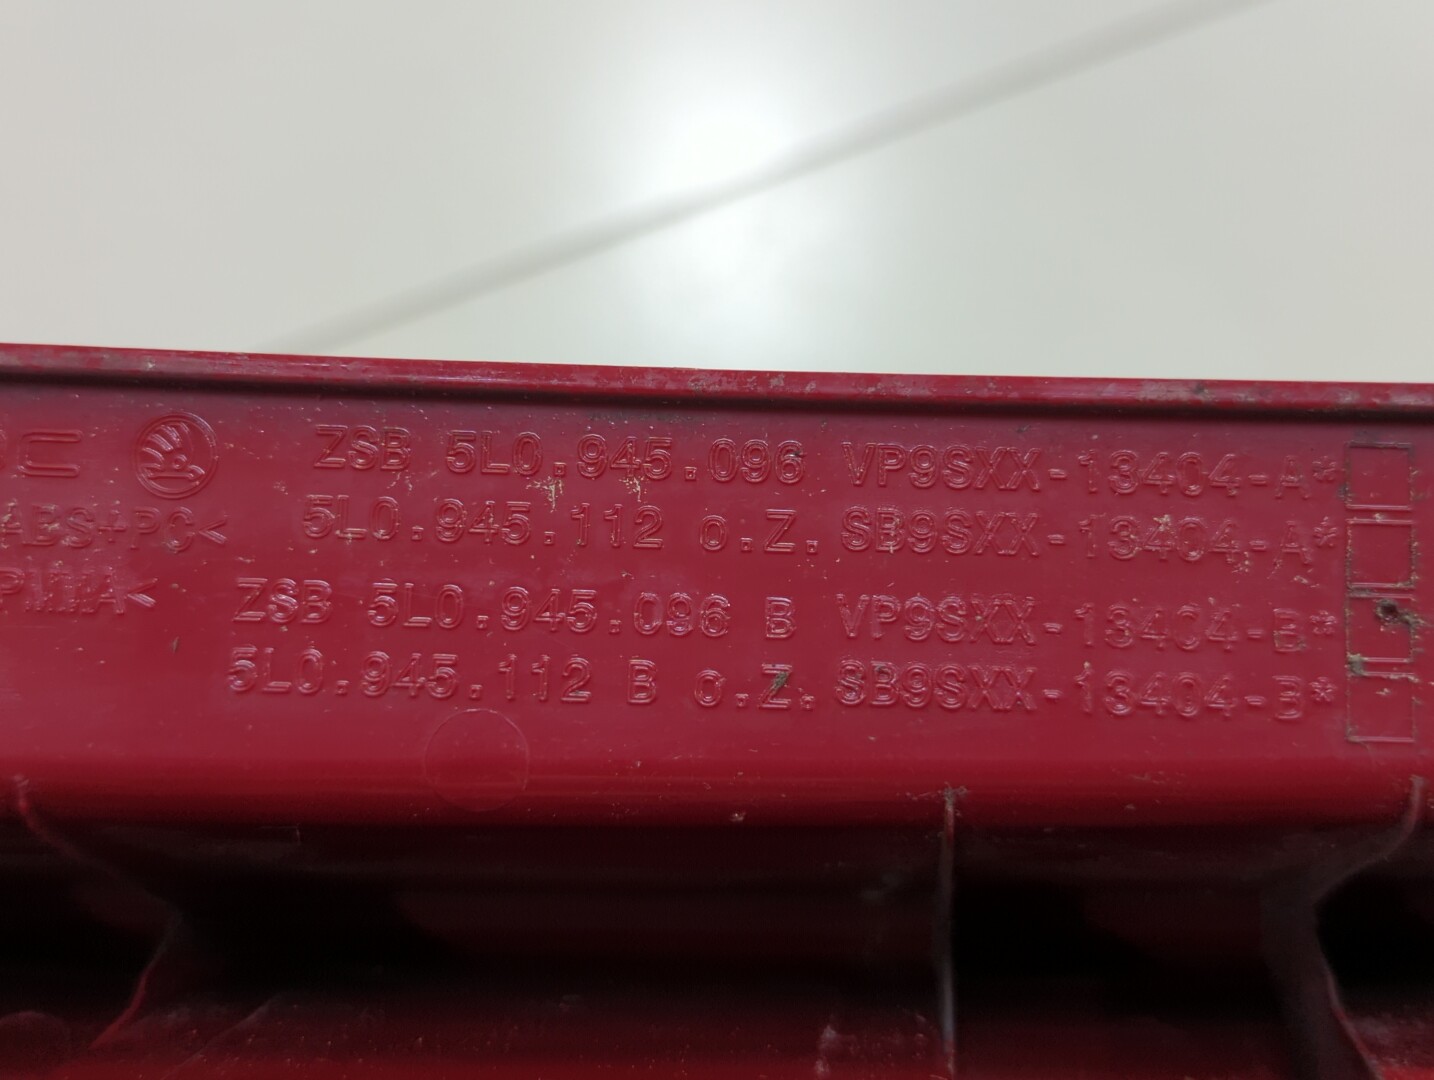 ZSB 5L0.945.096 VP9SXX-13404-A*
ABS+PC< 5L0.945.112 o.Z. SB9SXX-13404-A*
PMMA< ZSB 5L0.945.096 B VP9SXX-13404-B*
5L0.945.112 B o.Z. SB9SXX-13404-B*